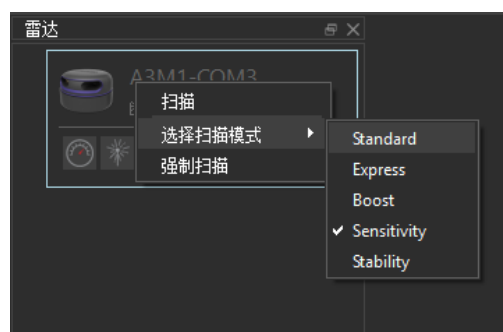 雷达
A3M1-COM3
扫描
选择扫描模式
强制扫描
Standard
Express
Boost
Sensitivity
Stability